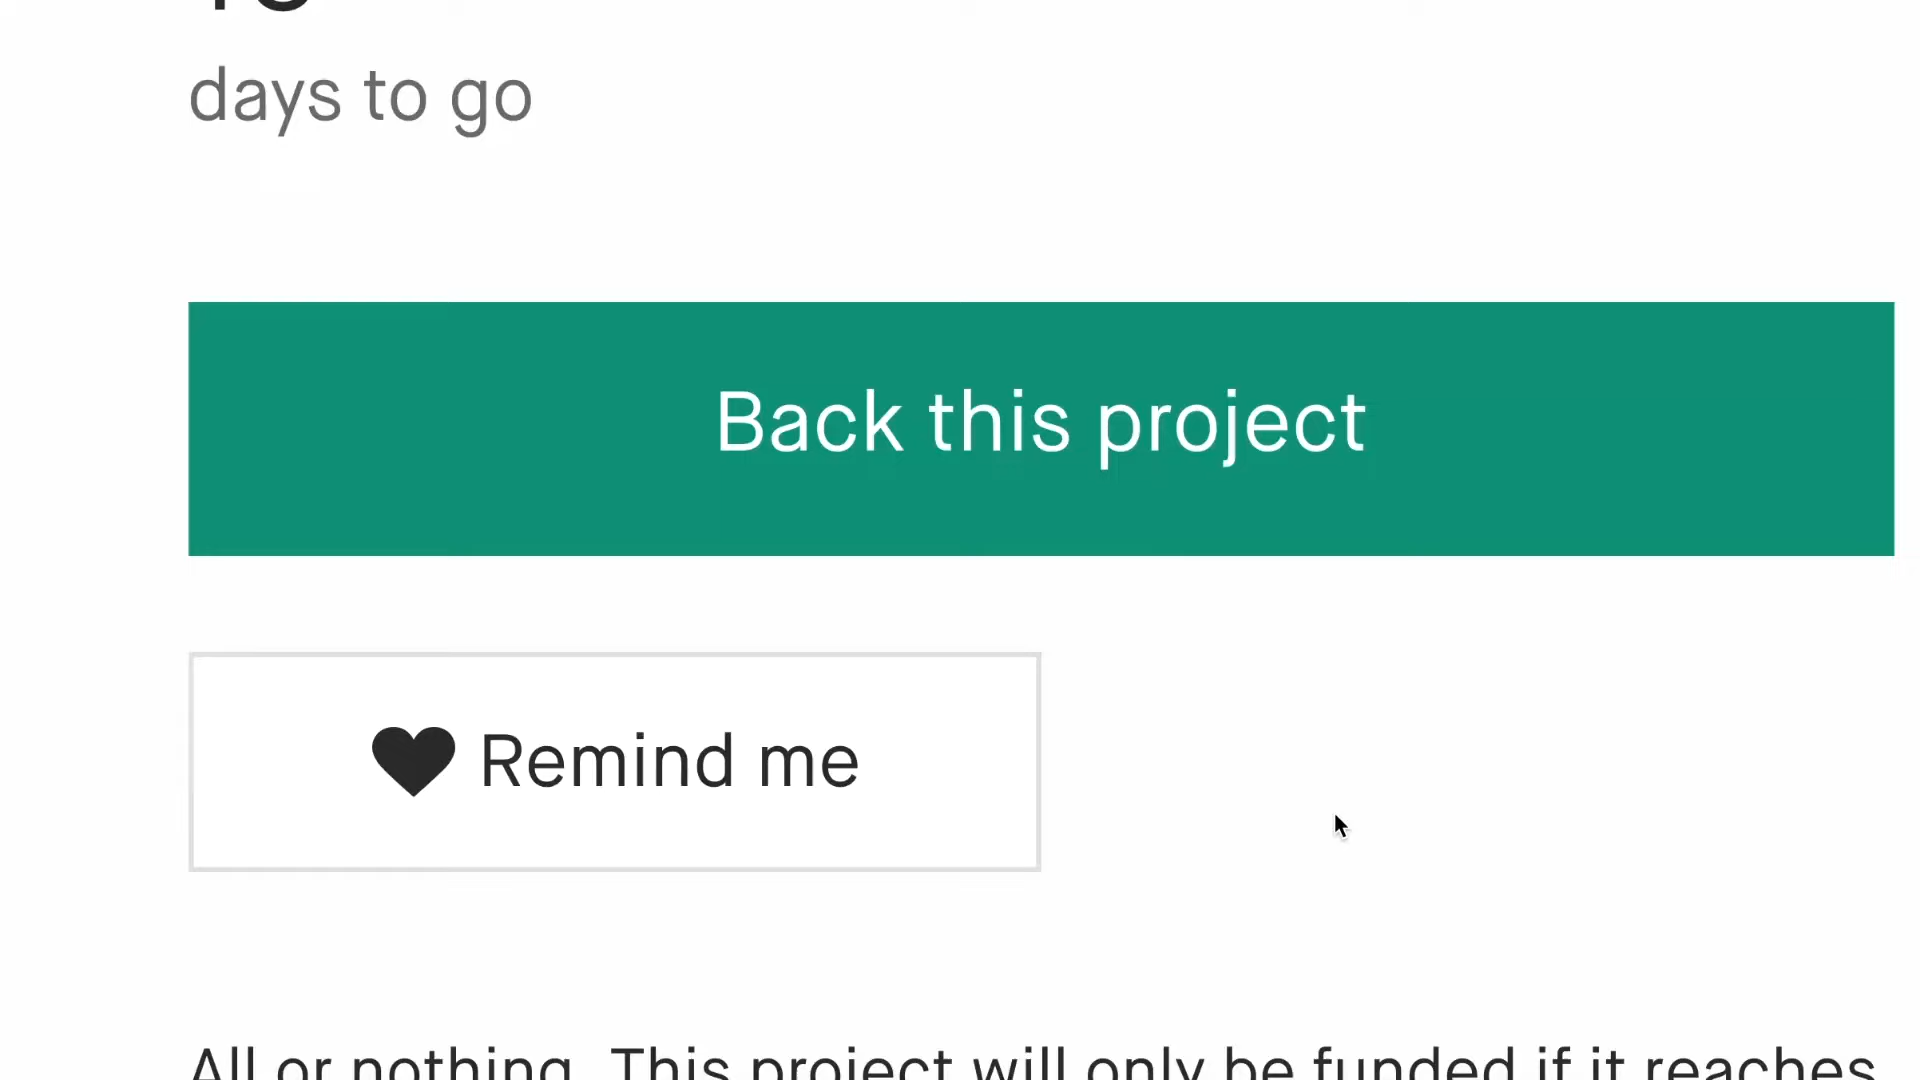 days to go
Back this project
Remind me
All or nothing. This project will only be funded if it reaches